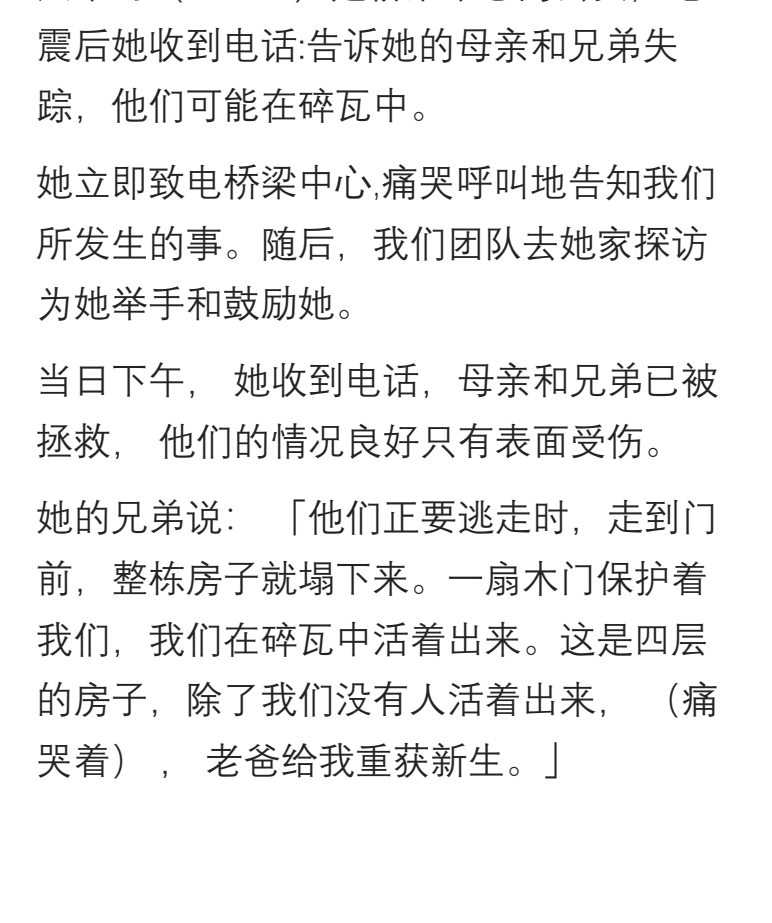 震后她收到电话:告诉她的母亲和兄弟失
踪，他们可能在碎瓦中。
她立即致电桥梁中心,痛哭呼叫地告知我们
所发生的事。随后，我们团队去她家探访
为她举手和鼓励她。
当日下午， 她收到电话，母亲和兄弟已被
拯救， 他们的情况良好只有表面受伤。
她的兄弟说： 「他们正要逃走时，走到门
前，整栋房子就塌下来。一扇木门保护着
我们，我们在碎瓦中活着出来。这是四层
的房子，除了我们没有人活着出来， （痛
哭着）， 老爸给我重获新生。」